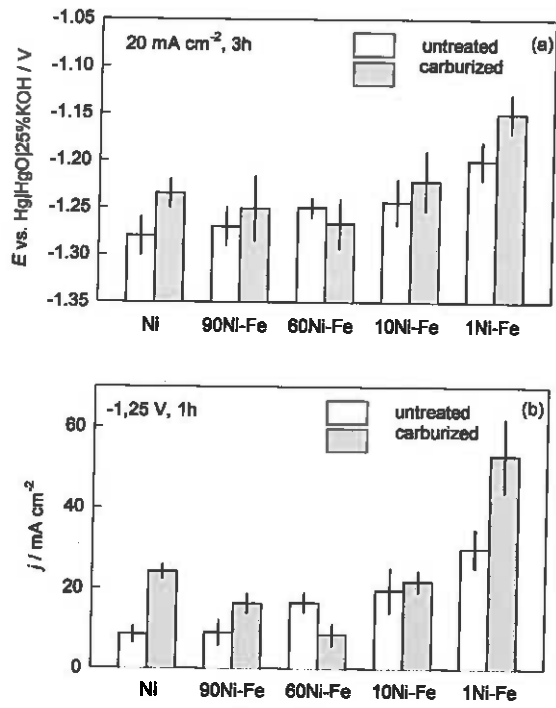 -1.05
20 mA cm⁻², 3h
untreated
(a)
carburized
-1.10
-1.15
-1.20
-1.25
-1.30
-1.35
E vs. Hg|HgO|25%KOH / V
Ni
90Ni-Fe
60Ni-Fe
10Ni-Fe
1Ni-Fe
-1,25 V, 1h
untreated
(b)
carburized
60
40
20
0
j / mA cm⁻²
Ni
90Ni-Fe
60Ni-Fe
10Ni-Fe
1Ni-Fe